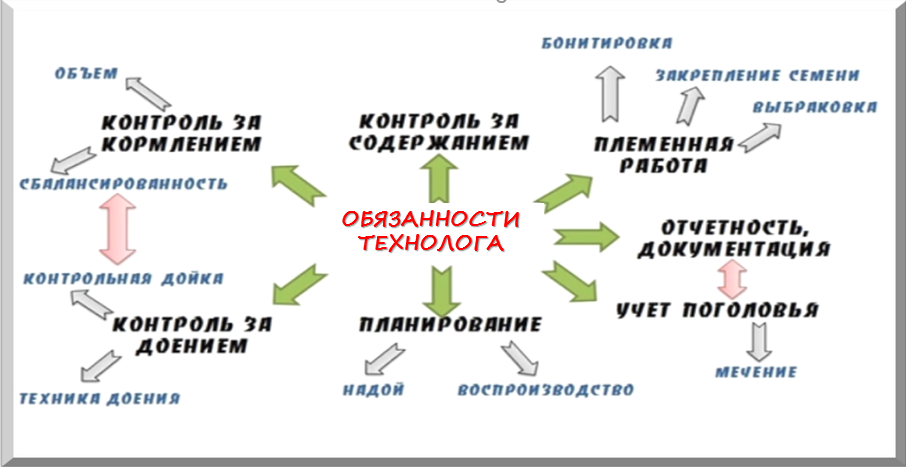 БОНИТИРОВКА
ОБЪЕМ
ЗАКРЕПЛЕНИЕ СЕМЕНИ
ВЫБРАКОВКА
КОНТРОЛЬ ЗА
КОРМЛЕНИЕМ
КОНТРОЛЬ ЗА
СОДЕРЖАНИЕМ
ПЛЕМЕННАЯ
РАБОТА
СБАЛАНСИРОВАННОСТЬ
ОБЯЗАННОСТИ
ТЕХНОЛОГА
ОТЧЕТНОСТЬ,
ДОКУМЕНТАЦИЯ
КОНТРОЛЬНАЯ ДОЙКА
КОНТРОЛЬ ЗА
ДОЕНИЕМ
ПЛАНИРОВАНИЕ
УЧЕТ ПОГОЛОВЬЯ
ТЕХНИКА ДОЕНИЯ
НАДОЙ
ВОСПРОИЗВОДСТВО
МЕЧЕНИЕ